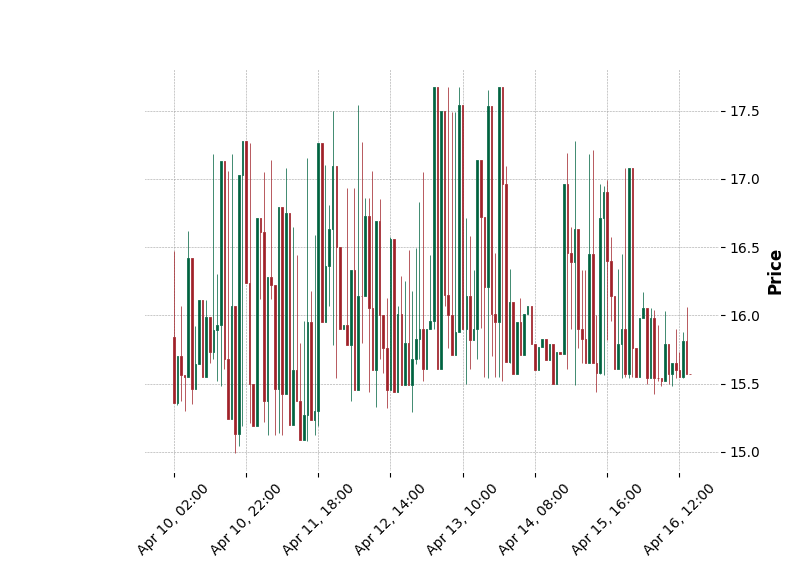 17.5
17.0
16.5
16.0
15.5
15.0
Price
Apr 10, 02:00
Apr 10, 22:00
Apr 11, 18:00
Apr 12, 14:00
Apr 13, 10:00
Apr 14, 08:00
Apr 15, 16:00
Apr 16, 12:00